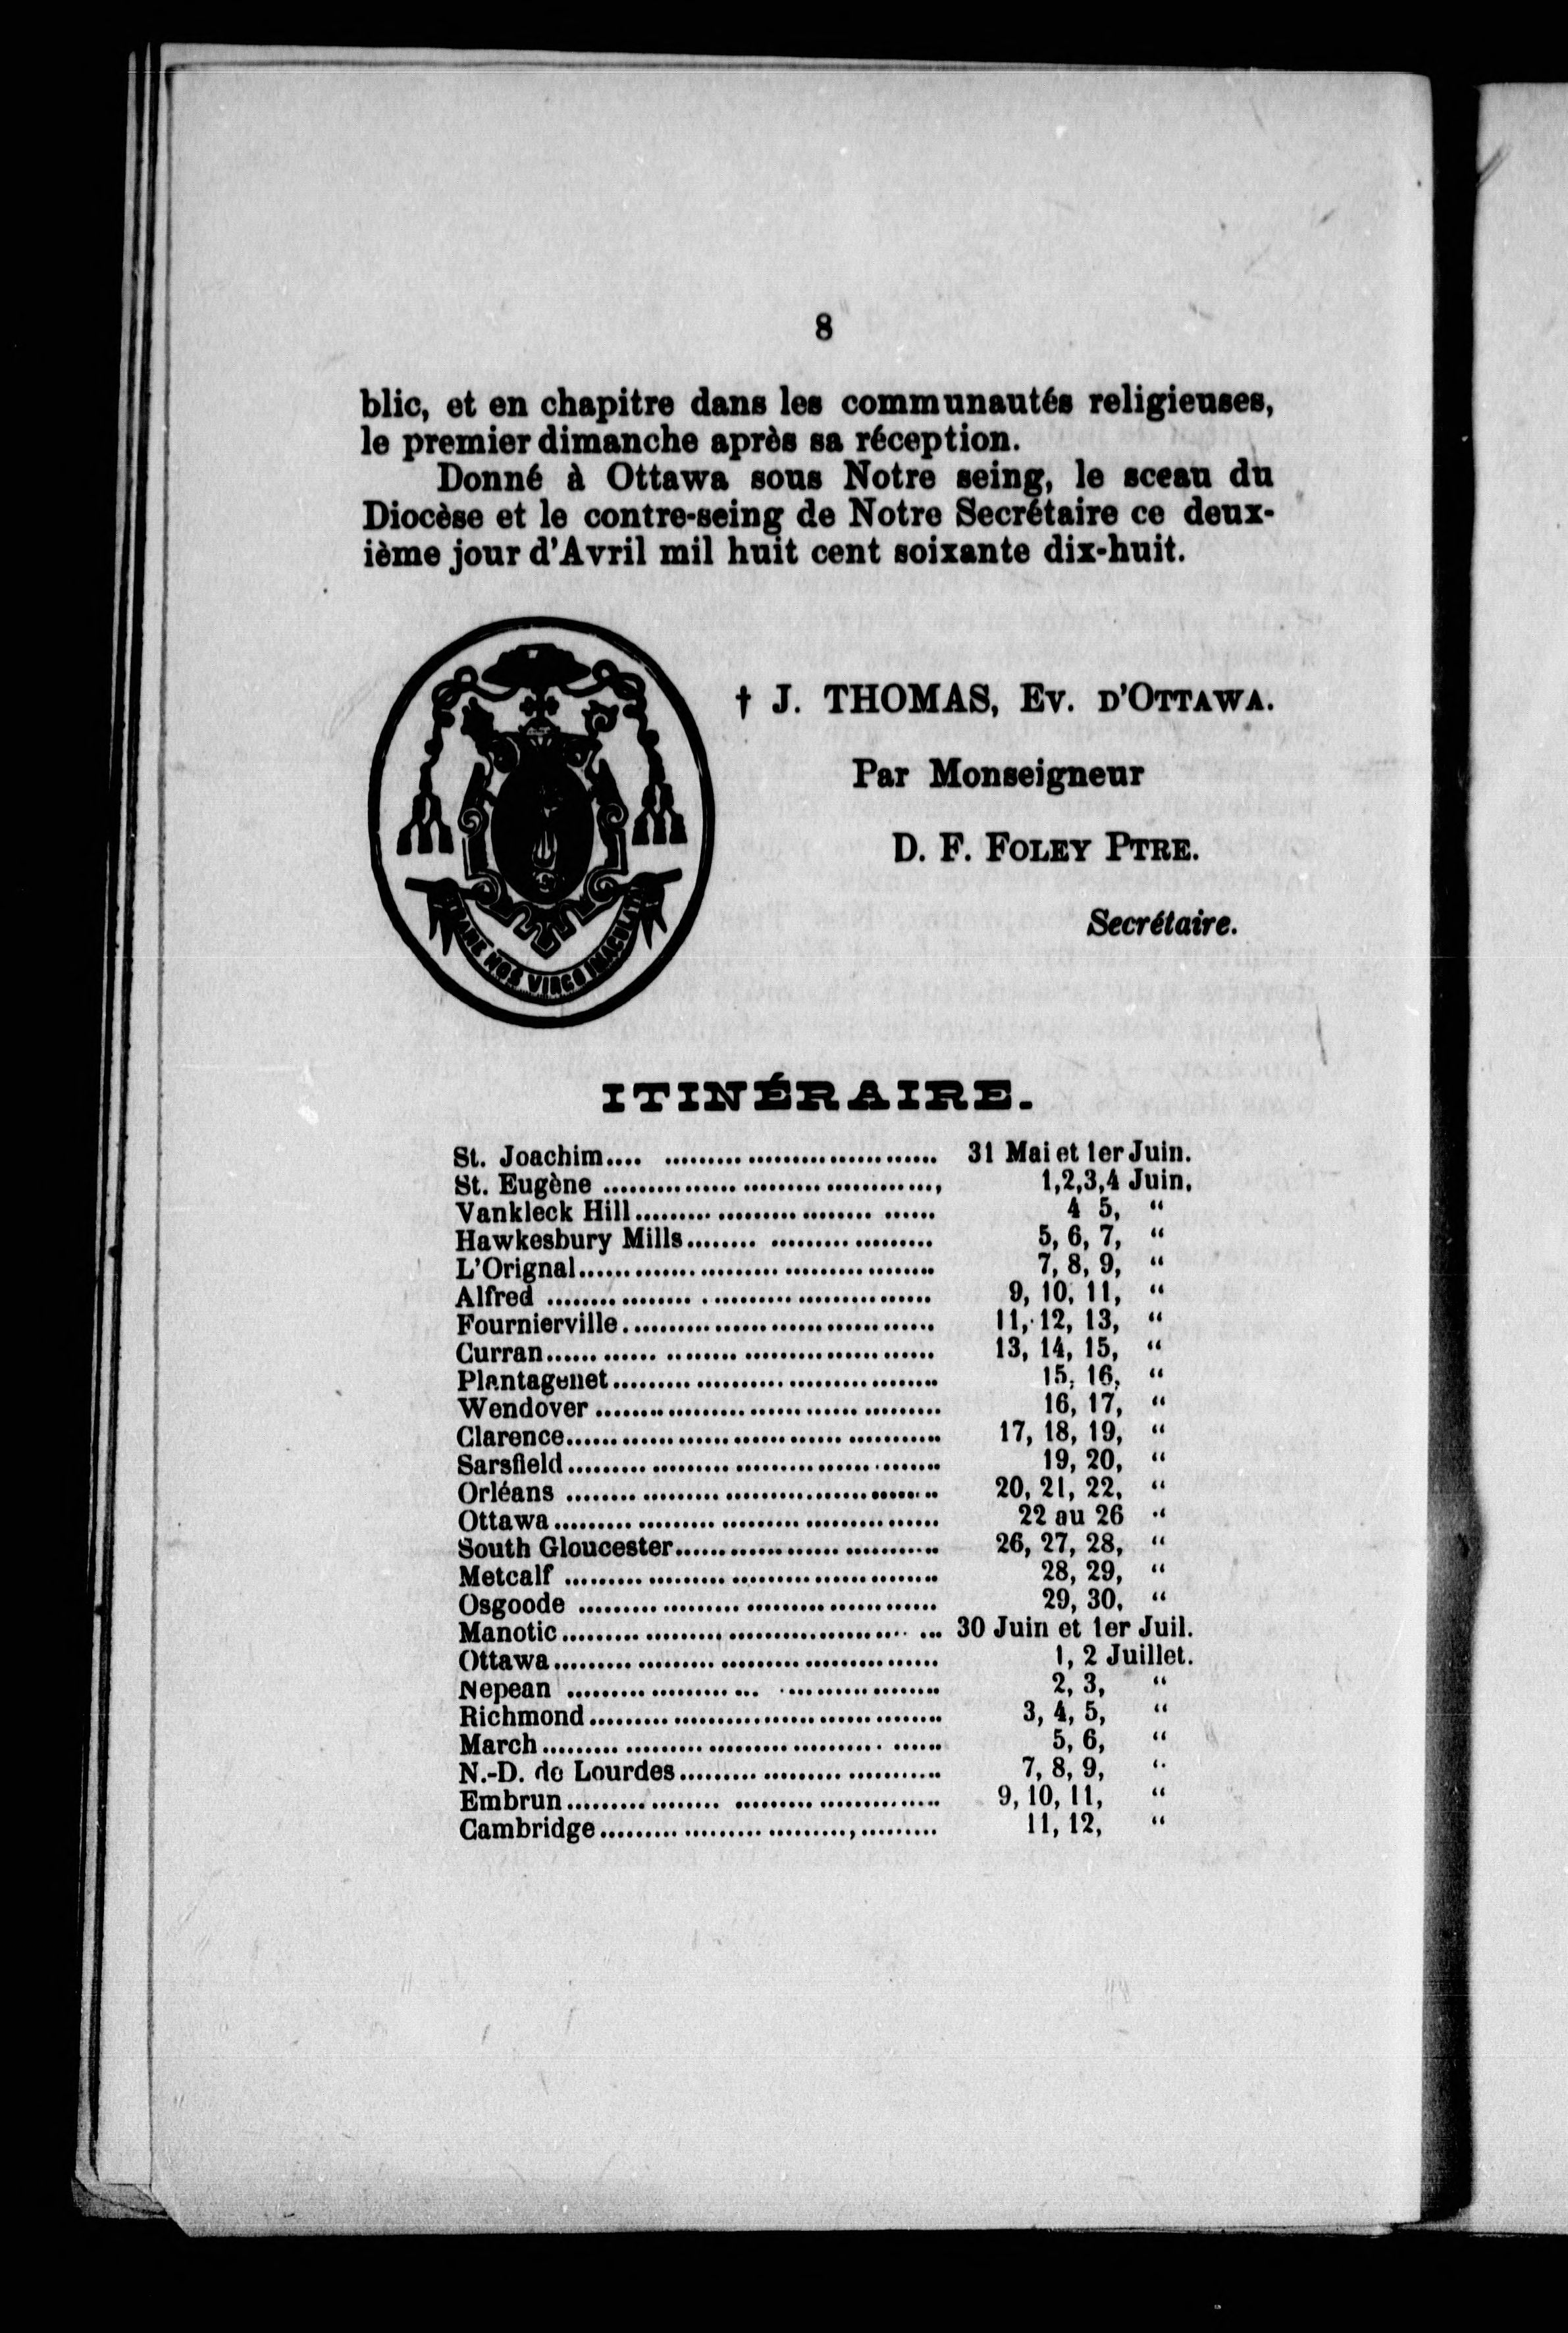 8
blic, et en chapitre dans les communautés religieuses,
le premier dimanche après sa réception.
Donné à Ottawa sous Notre seing, le sceau du
Diocèse et le contre-seing de Notre Secrétaire ce deux-
ième jour d'Avril mil huit cent soixante dix-huit.
† J. THOMAS, Ev. d'Ottawa.
Par Monseigneur
D. F. Foley Ptre.
Secrétaire.
NOS VIRGO IMACULATA
ITINÉRAIRE.
St. Joachim.... ................................ 31 Mai et 1er Juin.
St. Eugène ......................................, 1,2,3,4 Juin.
Vankleck Hill.................................. 4 5, “
Hawkesbury Mills.......................... 5, 6, 7, “
L'Orignal......................................... 7, 8, 9, “
Alfred ............................................ 9, 10, 11, “
Fournierville.................................... 11, 12, 13, “
Curran............................................ 13, 14, 15, “
Plantagenet..................................... 15, 16, “
Wendover ....................................... 16, 17, “
Clarence.......................................... 17, 18, 19, “
Sarsfield.......................................... 19, 20, “
Orléans ........................................... 20, 21, 22, “
Ottawa............................................ 22 au 26 “
South Gloucester.............................. 26, 27, 28, “
Metcalf ........................................... 28, 29, “
Osgoode ......................................... 29, 30, “
Manotic.......................................... 30 Juin et 1er Juil.
Ottawa............................................ 1, 2 Juillet.
Nepean ........................................... 2, 3, “
Richmond........................................ 3, 4, 5, “
March............................................. 5, 6, “
N.-D. de Lourdes.............................. 7, 8, 9, “
Embrun........................................... 9, 10, 11, “
Cambridge.............................,......... 11, 12, “